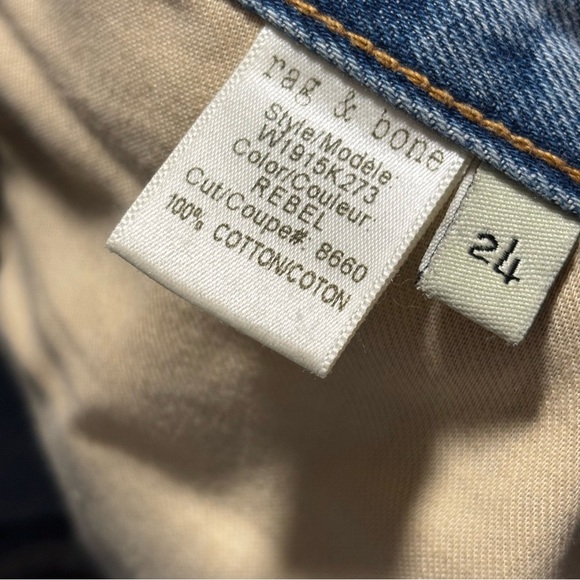 rag & bone
Style/Modèle
W1915K273
Color/Couleur:
REBEL
Cut/Coupe#: 8660
100% COTTON/COTON
24